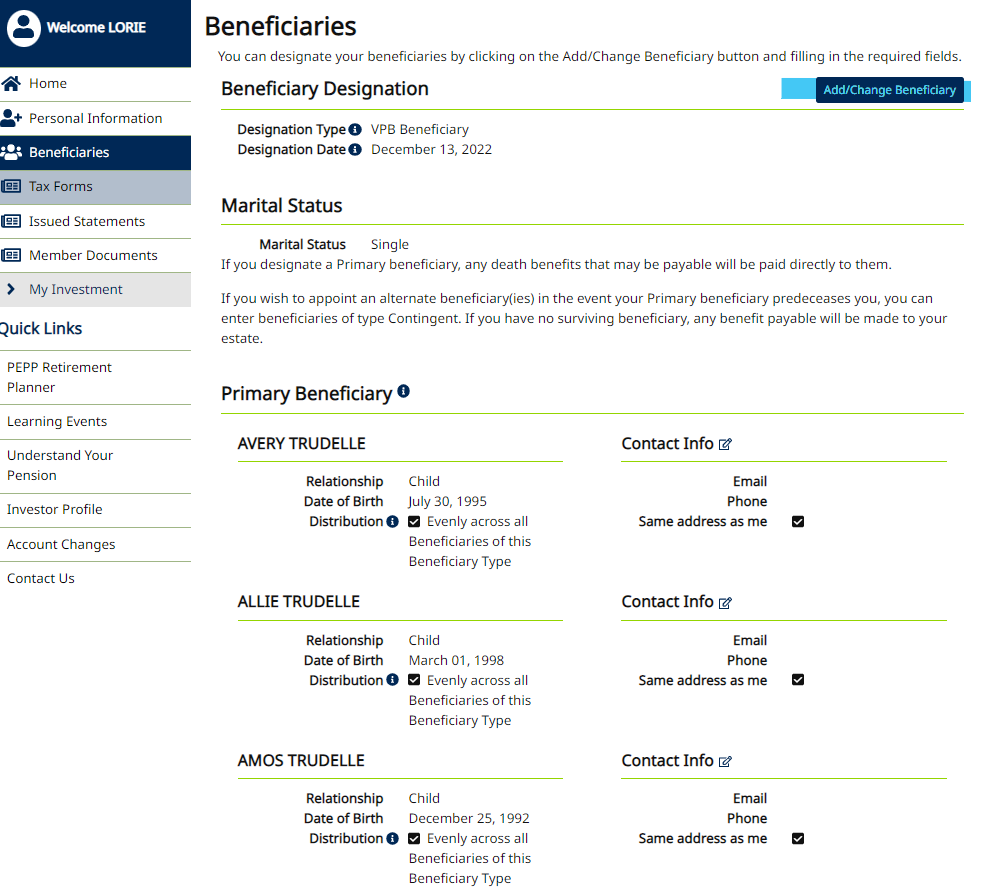 Welcome LORIE
Home
Personal Information
Beneficiaries
Tax Forms
Issued Statements
Member Documents
My Investment
Quick Links
PEPP Retirement
Planner
Learning Events
Understand Your
Pension
Investor Profile
Account Changes
Contact Us
Beneficiaries
You can designate your beneficiaries by clicking on the Add/Change Beneficiary button and filling in the required fields.
Beneficiary Designation
Add/Change Beneficiary
Designation Type VPB Beneficiary
Designation Date December 13, 2022
Marital Status
Marital Status Single
If you designate a Primary beneficiary, any death benefits that may be payable will be paid directly to them.
If you wish to appoint an alternate beneficiary(ies) in the event your Primary beneficiary predeceases you, you can
enter beneficiaries of type Contingent. If you have no surviving beneficiary, any benefit payable will be made to your
estate.
Primary Beneficiary
AVERY TRUDELLE
Relationship Child
Date of Birth July 30, 1995
Distribution Evenly across all
Beneficiaries of this
Beneficiary Type
Contact Info
Email
Phone
Same address as me
ALLIE TRUDELLE
Relationship Child
Date of Birth March 01, 1998
Distribution Evenly across all
Beneficiaries of this
Beneficiary Type
Contact Info
Email
Phone
Same address as me
AMOS TRUDELLE
Relationship Child
Date of Birth December 25, 1992
Distribution Evenly across all
Beneficiaries of this
Beneficiary Type
Contact Info
Email
Phone
Same address as me